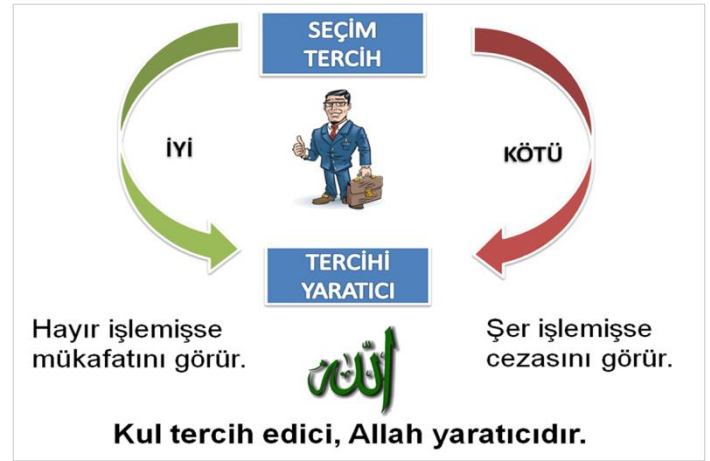 SEÇİM
TERCİH
İYİ
KÖTÜ
TERCİHİ
YARATICI
Hayır işlemişse
mükafatını görür.
Şer işlemişse
cezasını görür.
الله
Kul tercih edici, Allah yaratıcıdır.